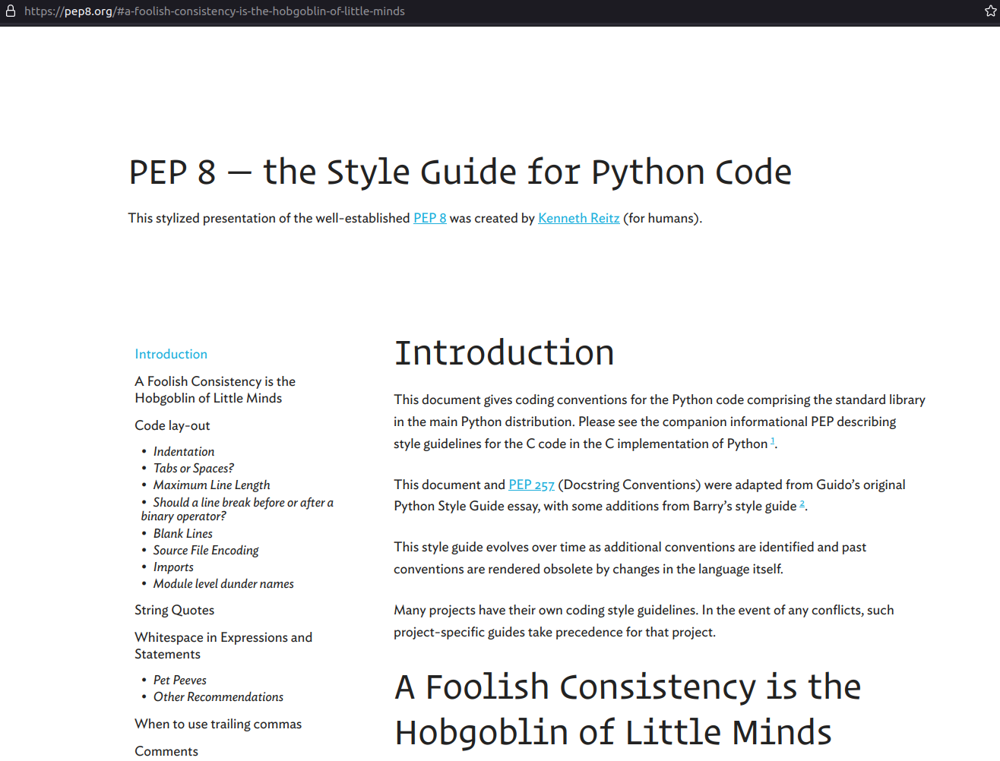 https://pep8.org/#a-foolish-consistency-is-the-hobgoblin-of-little-minds
PEP 8 — the Style Guide for Python Code
This stylized presentation of the well-established PEP 8 was created by Kenneth Reitz (for humans).
Introduction
A Foolish Consistency is the
Hobgoblin of Little Minds
Code lay-out
• Indentation
• Tabs or Spaces?
• Maximum Line Length
• Should a line break before or after a
binary operator?
• Blank Lines
• Source File Encoding
• Imports
• Module level dunder names
String Quotes
Whitespace in Expressions and
Statements
• Pet Peeves
• Other Recommendations
When to use trailing commas
Comments
Introduction
This document gives coding conventions for the Python code comprising the standard library
in the main Python distribution. Please see the companion informational PEP describing
style guidelines for the C code in the C implementation of Python 1.
This document and PEP 257 (Docstring Conventions) were adapted from Guido’s original
Python Style Guide essay, with some additions from Barry’s style guide 2.
This style guide evolves over time as additional conventions are identified and past
conventions are rendered obsolete by changes in the language itself.
Many projects have their own coding style guidelines. In the event of any conflicts, such
project-specific guides take precedence for that project.
A Foolish Consistency is the
Hobgoblin of Little Minds